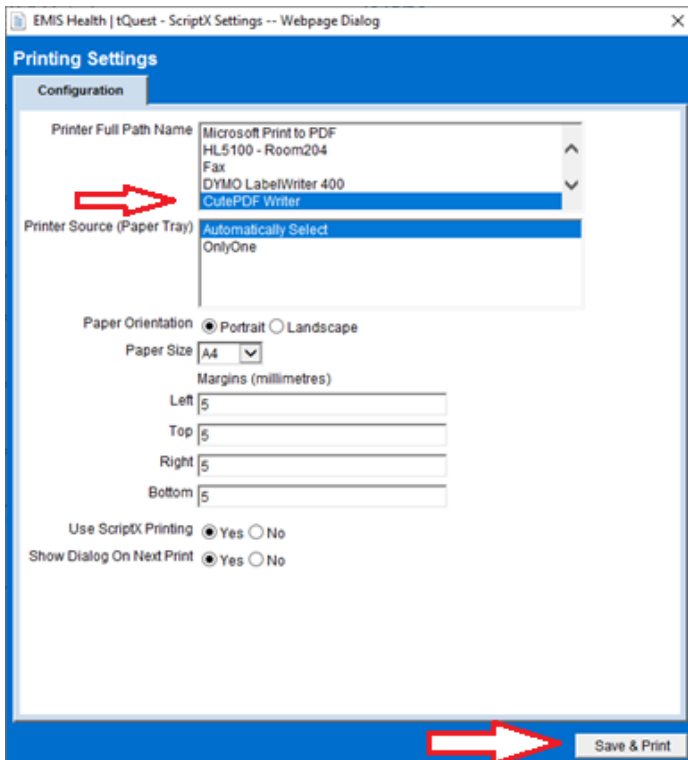 EMIS Health | tQuest - ScriptX Settings -- Webpage Dialog
Printing Settings
Configuration
Printer Full Path Name
Microsoft Print to PDF
HL5100 - Room204
Fax
DYMO LabelWriter 400
CutePDF Writer
Printer Source (Paper Tray)
Automatically Select
OnlyOne
Paper Orientation Portrait Landscape
Paper Size A4
Margins (millimetres)
Left 5
Top 5
Right 5
Bottom 5
Use ScriptX Printing Yes No
Show Dialog On Next Print Yes No
Save & Print